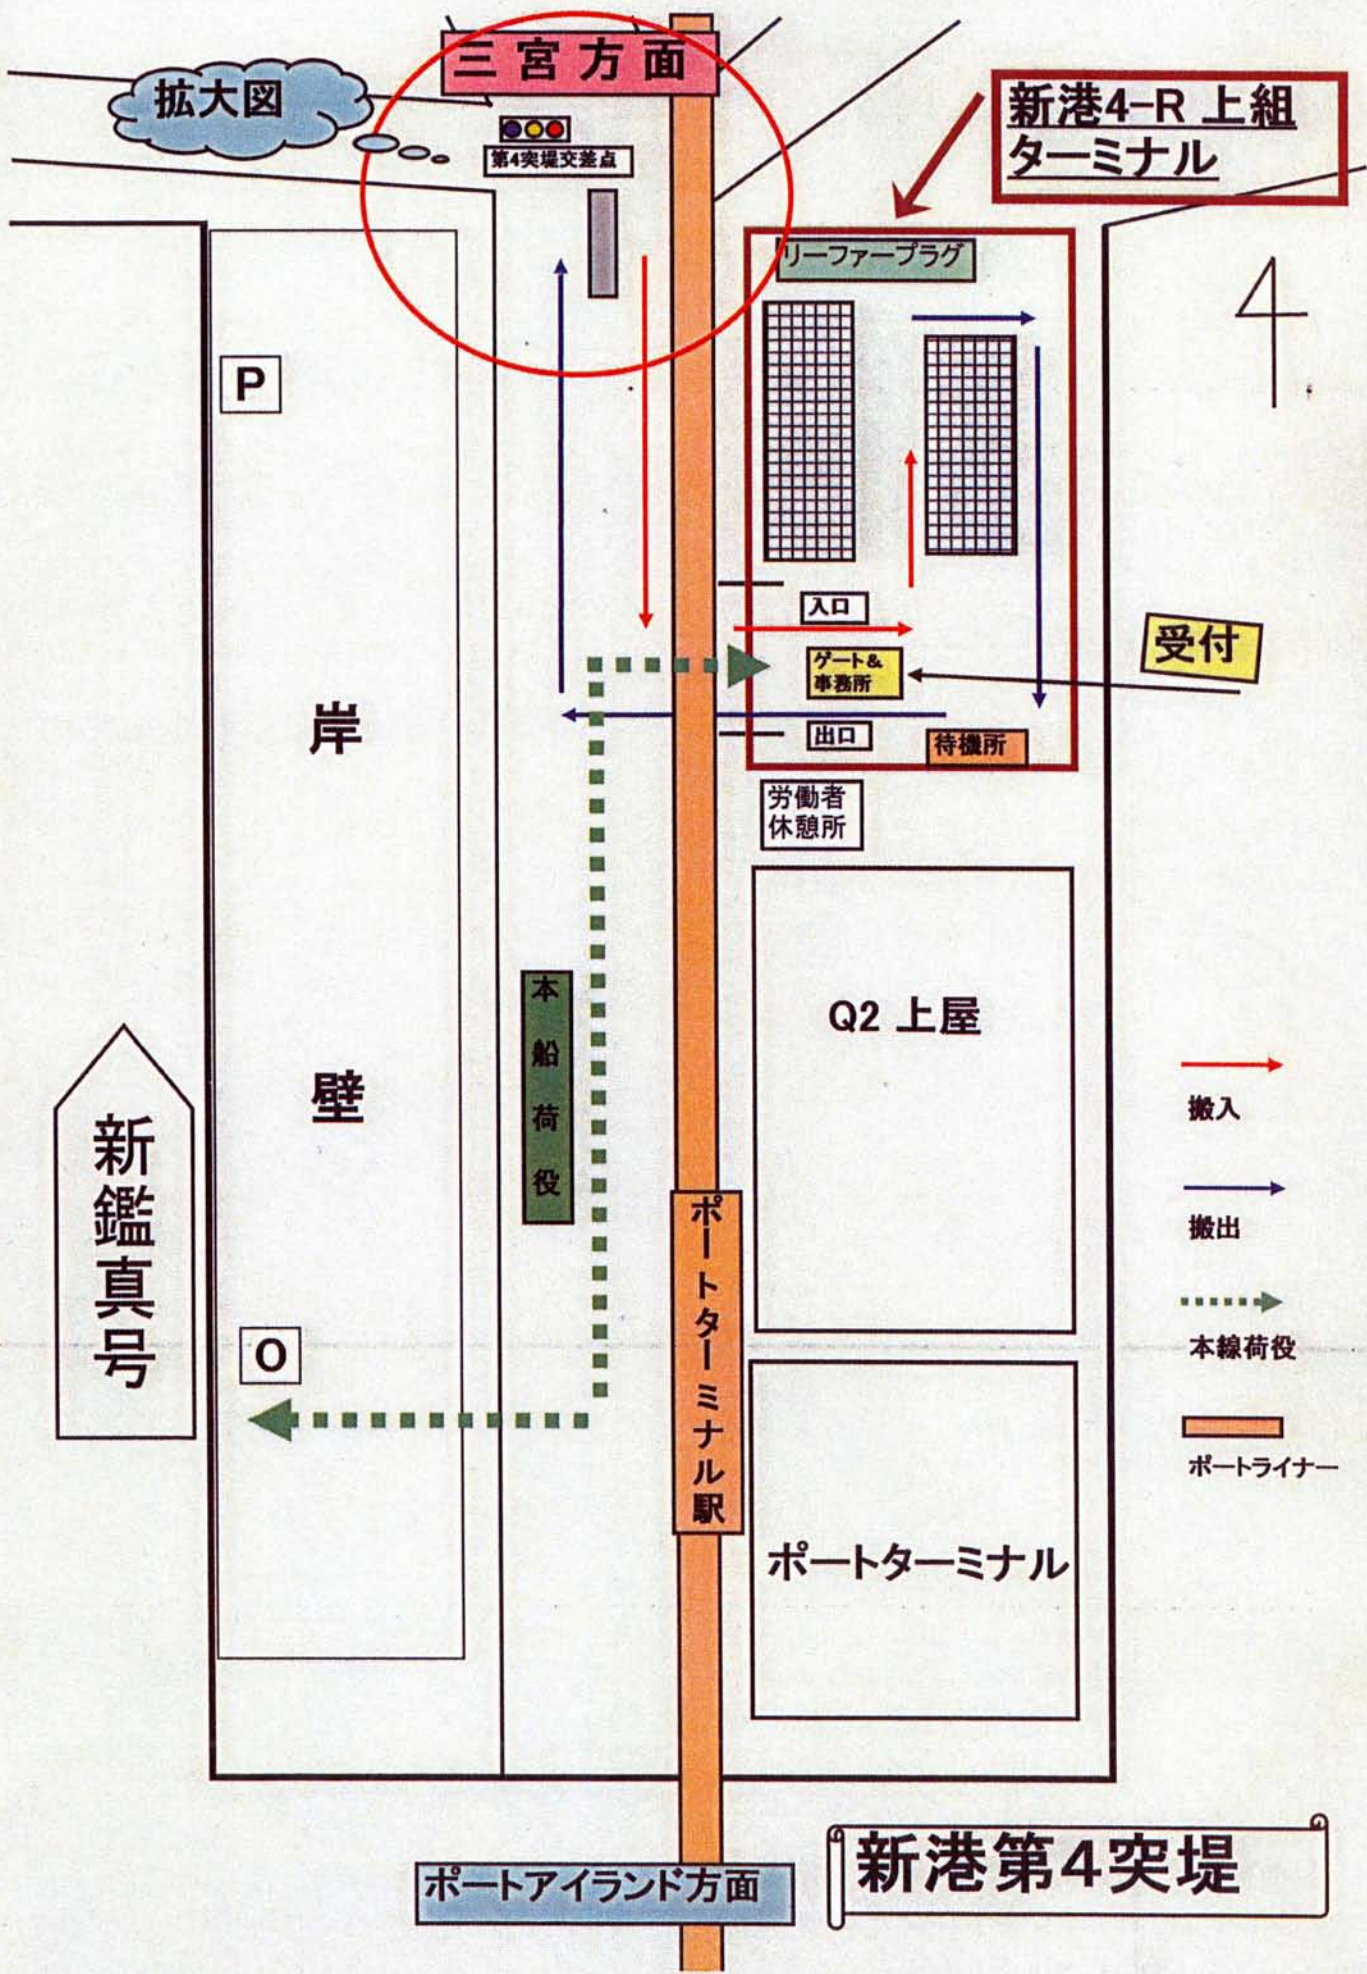 三宮方面
拡大図
第4突堤交差点
新港4-R 上組
ターミナル
リーファープラグ
P
入口
ゲート&
事務所
受付
出口
待機所
労働者
休憩所
岸
壁
本船荷役
Q2 上屋
新鑑真号
O
ポートターミナル駅
ポートターミナル
搬入
搬出
本線荷役
ポートライナー
ポートアイランド方面
新港第4突堤